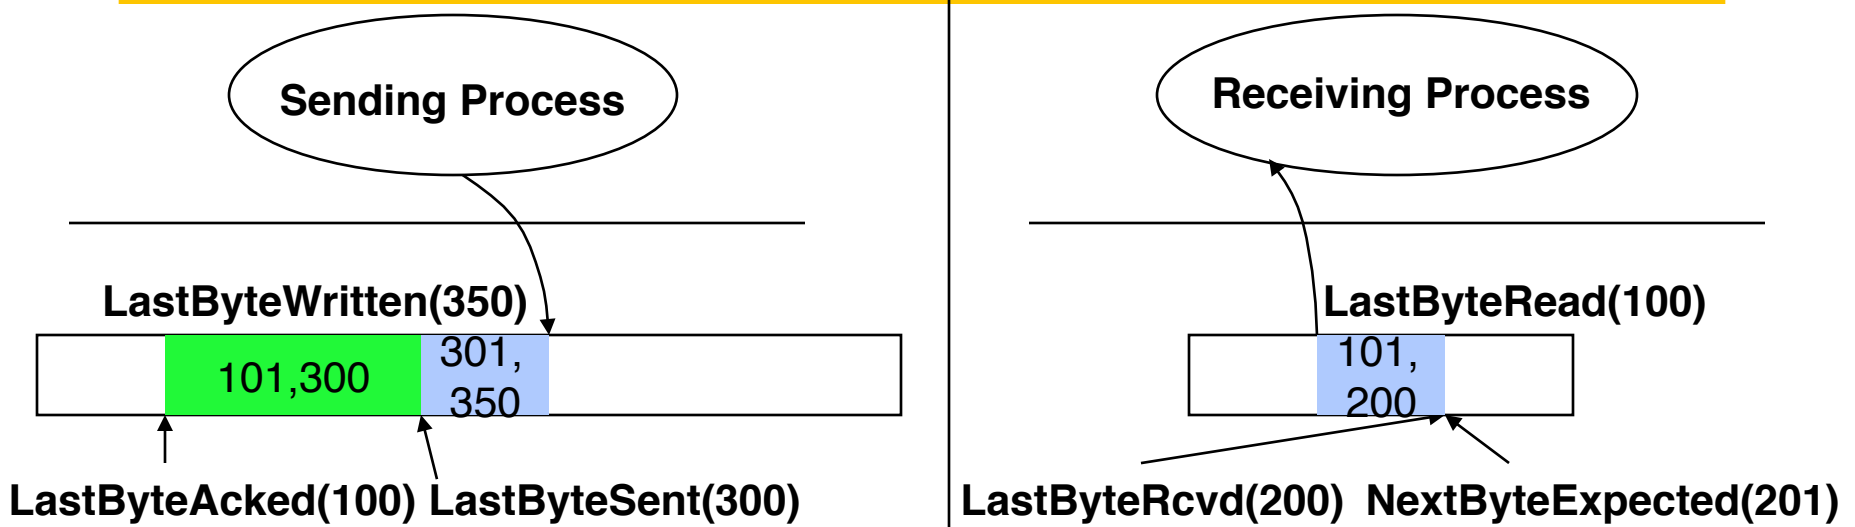 Sending Process
LastByteWritten(350)
101,300
301,
350
LastByteAcked(100)
LastByteSent(300)
Receiving Process
LastByteRead(100)
101,
200
LastByteRcvd(200)
NextByteExpected(201)